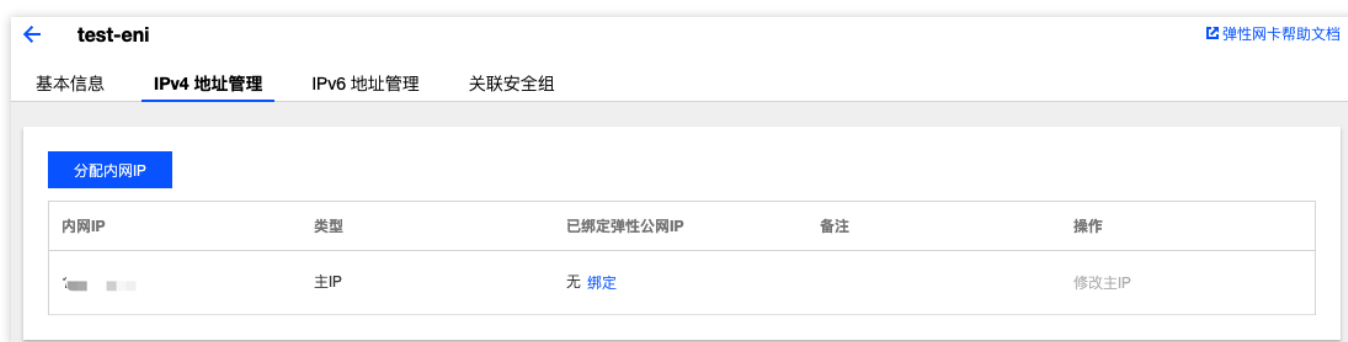 test-eni
弹性网卡帮助文档
基本信息 IPv4 地址管理 IPv6 地址管理 关联安全组
分配内网IP
内网IP 类型 已绑定弹性公网IP 备注 操作
主IP 无 绑定 修改主IP